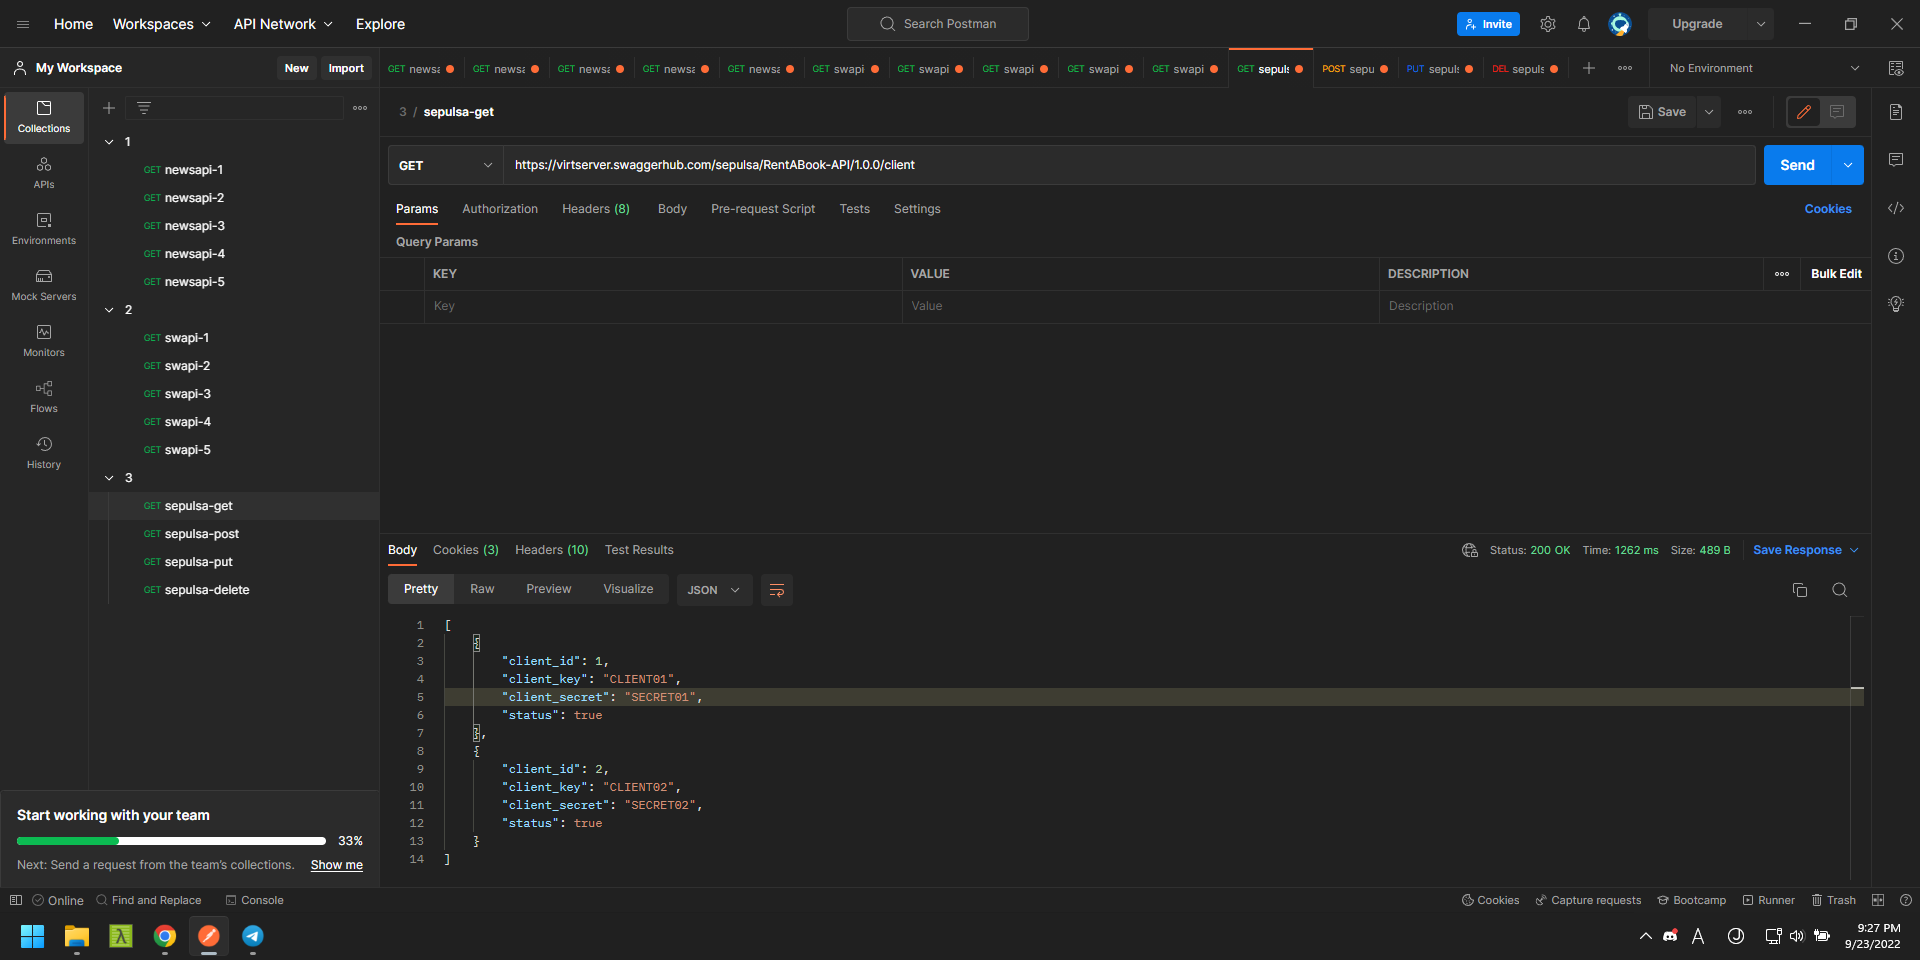 Home Workspaces API Network Explore Search Postman Invite Upgrade
My Workspace New Import
GET newsa GET newsa GET newsa GET newsa GET newsa GET swapi GET swapi GET swapi GET swapi GET swapi GET sepuls POST sepu PUT sepuls DEL sepuls No Environment
Collections
APIs
Environments
Mock Servers
Monitors
Flows
History
1
GET newsapi-1
GET newsapi-2
GET newsapi-3
GET newsapi-4
GET newsapi-5
2
GET swapi-1
GET swapi-2
GET swapi-3
GET swapi-4
GET swapi-5
3
GET sepulsa-get
GET sepulsa-post
GET sepulsa-put
GET sepulsa-delete
3 / sepulsa-get Save
GET https://virtserver.swaggerhub.com/sepulsa/RentABook-API/1.0.0/client Send
Params Authorization Headers (8) Body Pre-request Script Tests Settings Cookies
Query Params
KEY VALUE DESCRIPTION Bulk Edit
Key Value Description
Body Cookies (3) Headers (10) Test Results Status: 200 OK Time: 1262 ms Size: 489 B Save Response
Pretty Raw Preview Visualize JSON
1 [
2 {
3 "client_id": 1,
4 "client_key": "CLIENT01",
5 "client_secret": "SECRET01",
6 "status": true
7 },
8 {
9 "client_id": 2,
10 "client_key": "CLIENT02",
11 "client_secret": "SECRET02",
12 "status": true
13 }
14 ]
Start working with your team
33%
Next: Send a request from the team's collections. Show me
Online Find and Replace Console Cookies Capture requests Bootcamp Runner Trash
9:27 PM
9/23/2022